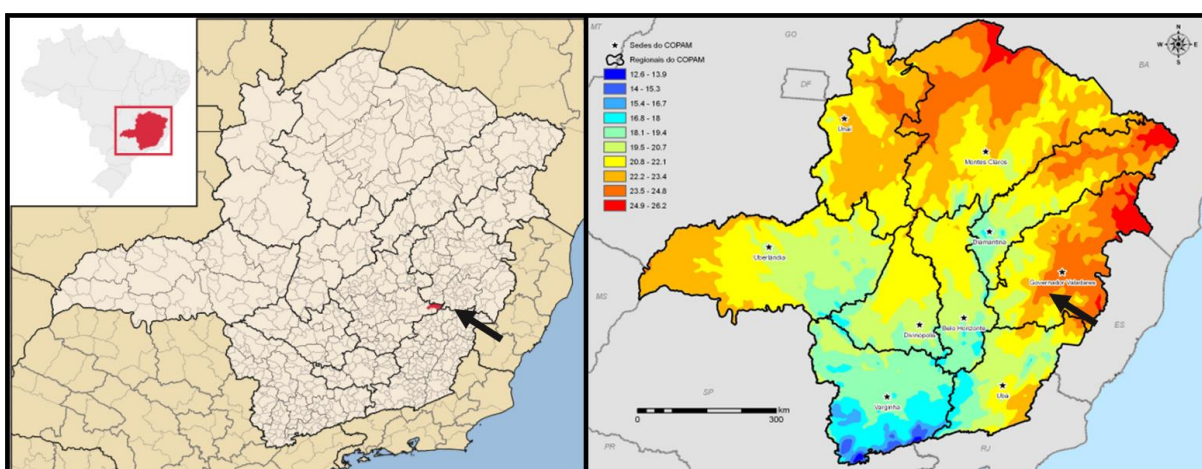 MT
GO
BA
DF
MS
SP
PR
RJ
ES
Sedes do COPAM
Regionais do COPAM
12.6 - 13.9
14 - 15.3
15.4 - 16.7
16.8 - 18
18.1 - 19.4
19.5 - 20.7
20.8 - 22.1
22.2 - 23.4
23.5 - 24.8
24.9 - 26.2
N
W
E
S
Unaí
Montes Claros
Diamantina
Uberlândia
Governador Valadares
Belo Horizonte
Divinópolis
Ubá
Varginha
0
300
km